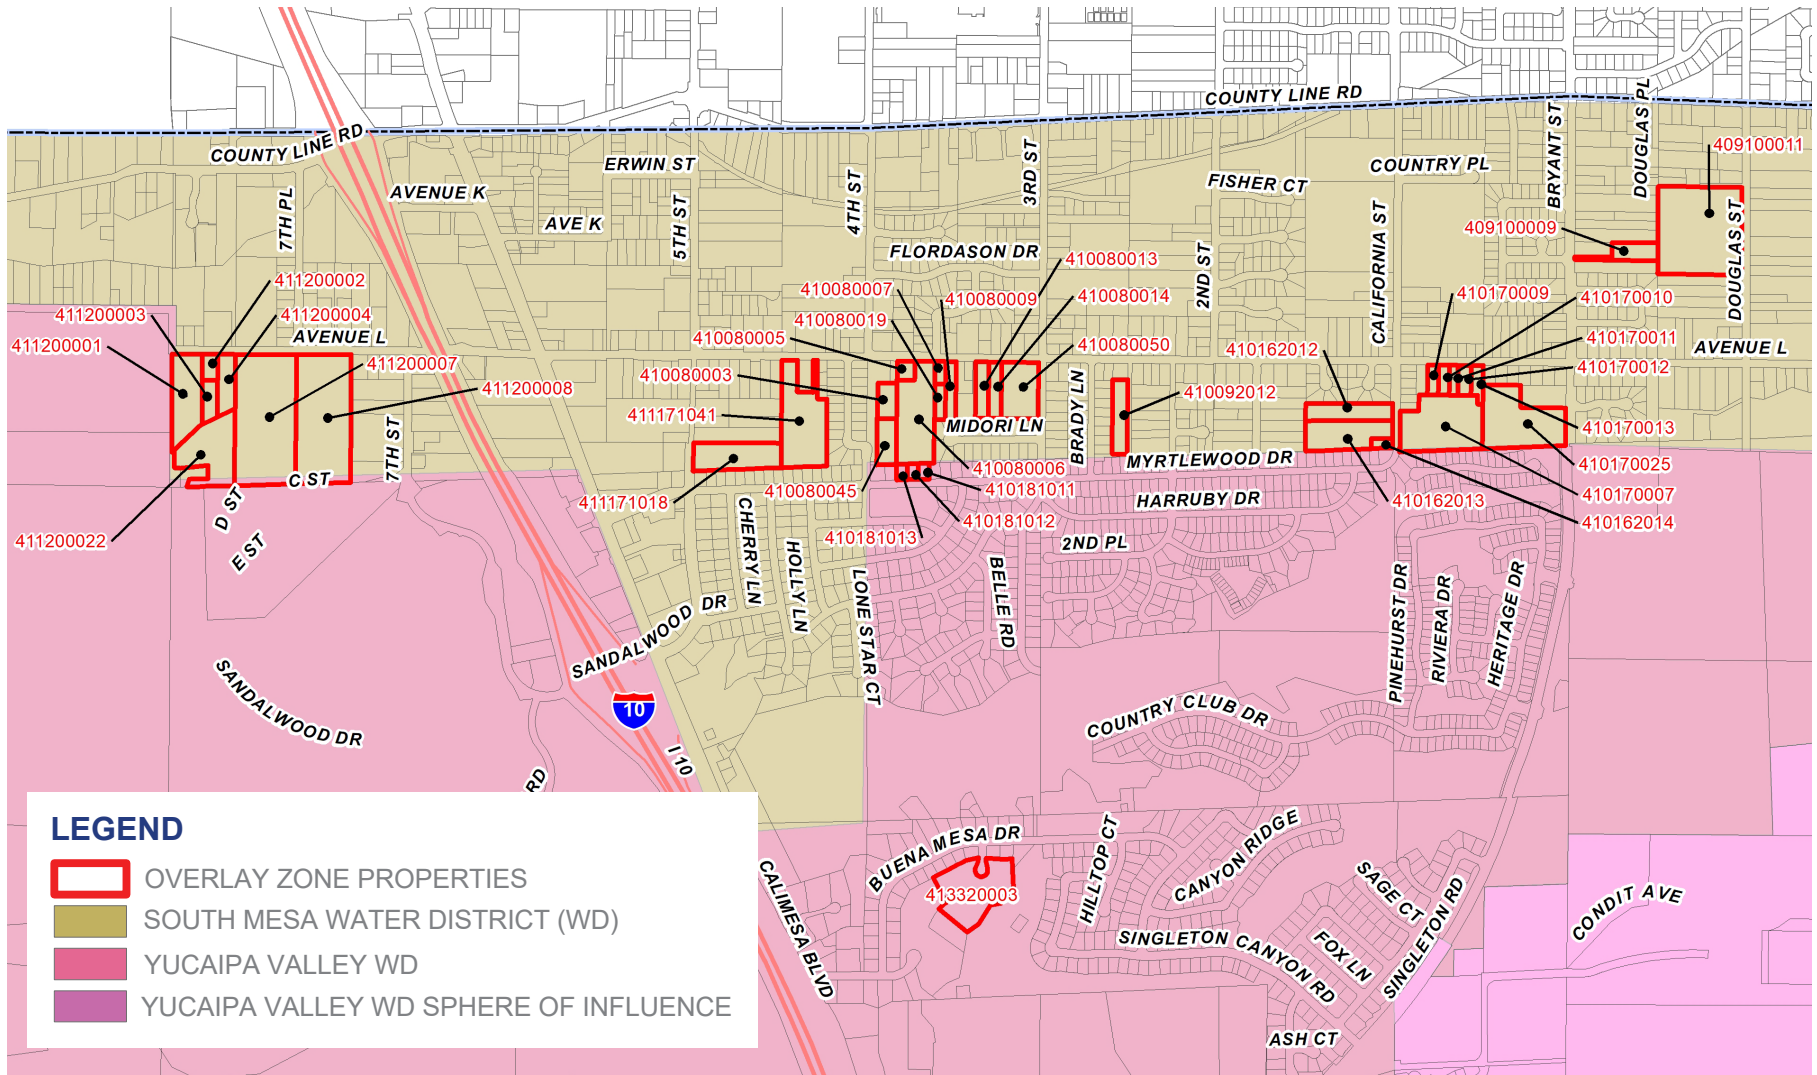 COUNTY LINE RD
COUNTY LINE RD
ERWIN ST
AVENUE K
AVE K
7TH PL
5TH ST
4TH ST
3RD ST
FLORDASON DR
FISHER CT
2ND ST
COUNTRY PL
CALIFORNIA ST
BRYANT ST
DOUGLAS PL
DOUGLAS ST
409100011
409100009
411200002
411200003
411200004
411200001
AVENUE L
411200007
411200008
411200022
7TH ST
C ST
D ST
E ST
410080007
410080013
410080009
410080014
410080019
410080005
410080050
410080003
411171041
MIDORI LN
BRADY LN
410092012
410080006
410080045
411171018
410181011
410181012
410181013
410162012
410170009
410170010
410170011
410170012
AVENUE L
410170013
410170025
410170007
410162013
410162014
MYRTLEWOOD DR
HARRUBY DR
2ND PL
CHERRY LN
HOLLY LN
LONE STAR CT
BELLE RD
SANDALWOOD DR
SANDALWOOD DR
PINEHURST DR
RIVIERA DR
HERITAGE DR
COUNTRY CLUB DR
10
I 10
RD
CALIMESA BLVD
BUENA MESA DR
413320003
HILLTOP CT
CANYON RIDGE
SAGE CT
SINGLETON RD
SINGLETON CANYON RD
FOX LN
CONDIT AVE
ASH CT
LEGEND
OVERLAY ZONE PROPERTIES
SOUTH MESA WATER DISTRICT (WD)
YUCAIPA VALLEY WD
YUCAIPA VALLEY WD SPHERE OF INFLUENCE